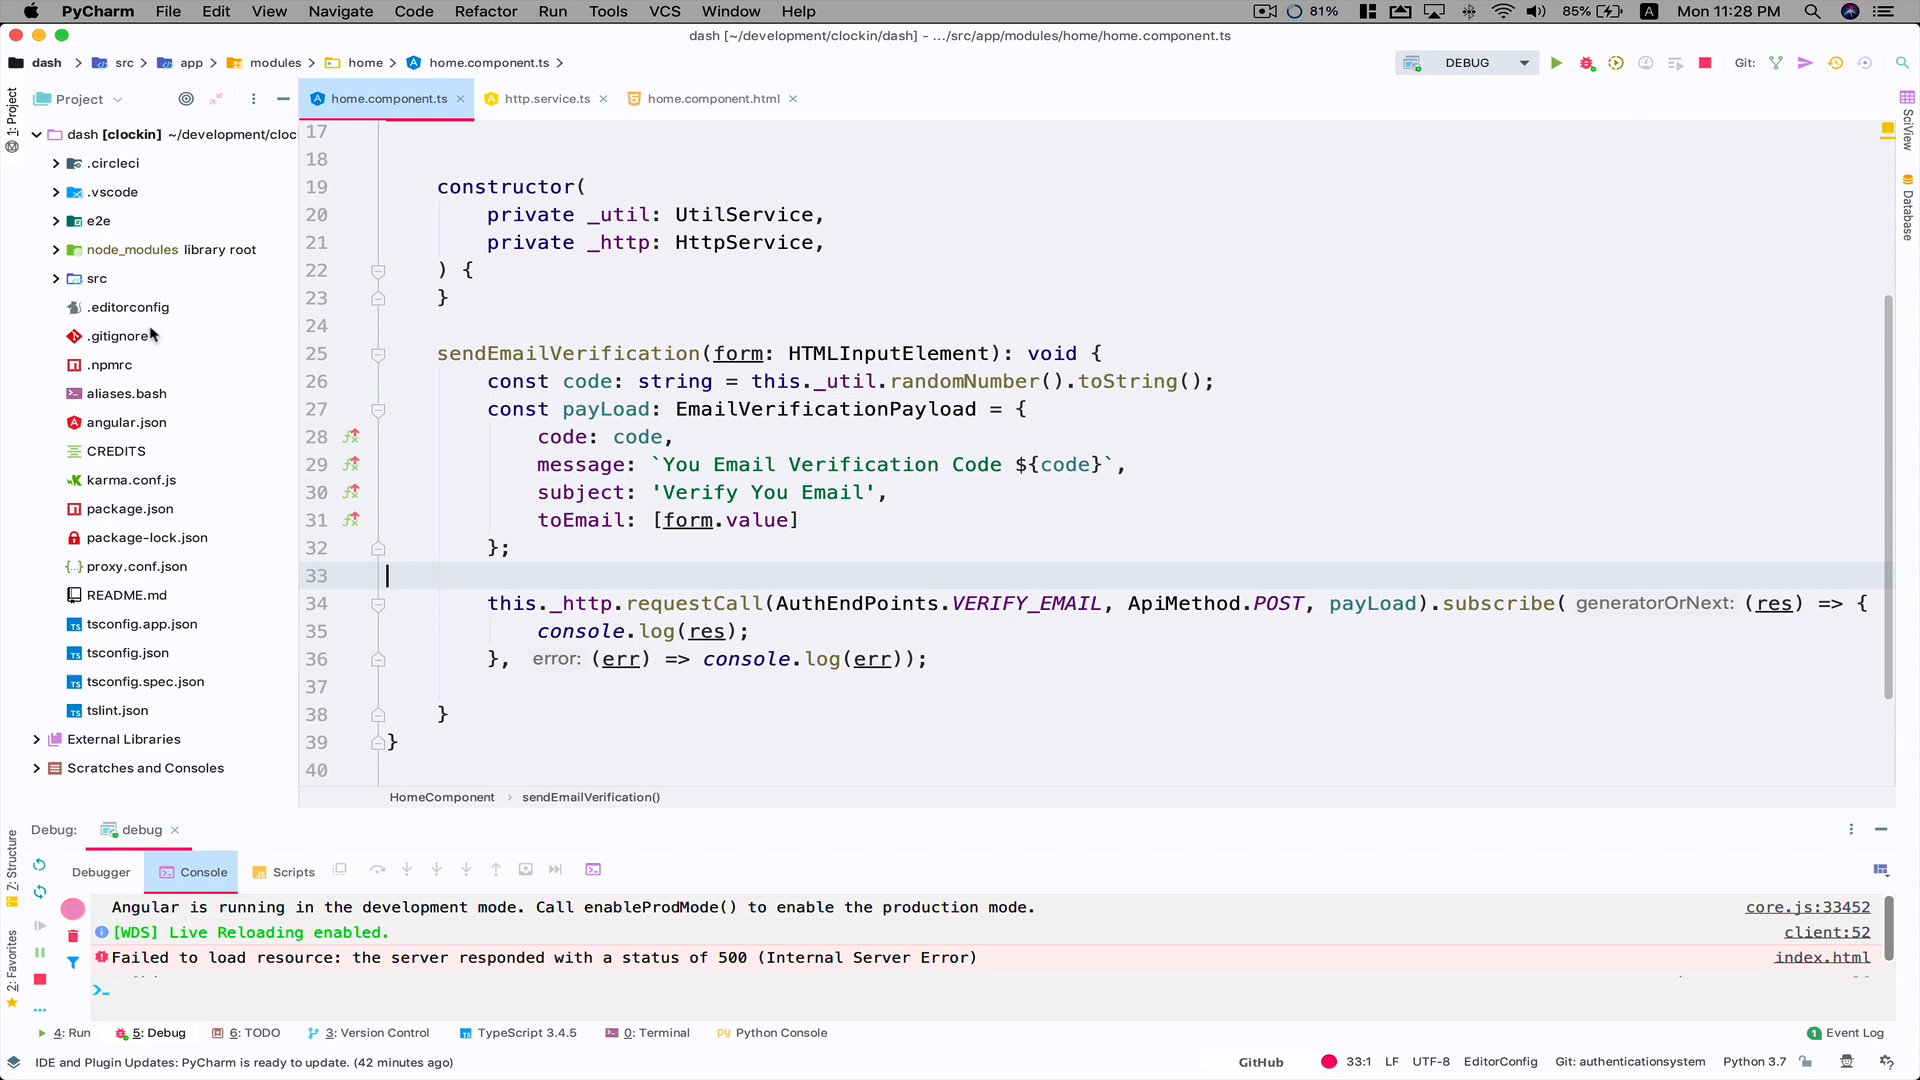 PyCharm File Edit View Navigate Code Refactor Run Tools VCS Window Help 81% 85% A Mon 11:28 PM
dash [~/development/clockin/dash] - .../src/app/modules/home/home.component.ts
dash src app modules home home.component.ts DEBUG Git:
Project
home.component.ts http.service.ts home.component.html
1: Project
dash [clockin] ~/development/cloc
.circleci
.vscode
e2e
node_modules library root
src
.editorconfig
.gitignore
.npmrc
aliases.bash
angular.json
CREDITS
karma.conf.js
package.json
package-lock.json
proxy.conf.json
README.md
tsconfig.app.json
tsconfig.json
tsconfig.spec.json
tslint.json
External Libraries
Scratches and Consoles
17
18
19 constructor(
20 private _util: UtilService,
21 private _http: HttpService,
22 ) {
23 }
24
25 sendEmailVerification(form: HTMLInputElement): void {
26 const code: string = this._util.randomNumber().toString();
27 const payLoad: EmailVerificationPayload = {
28 code: code,
29 message: `You Email Verification Code ${code}`,
30 subject: 'Verify You Email',
31 toEmail: [form.value]
32 };
33
34 this._http.requestCall(AuthEndPoints.VERIFY_EMAIL, ApiMethod.POST, payLoad).subscribe( generatorOrNext: (res) => {
35 console.log(res);
36 }, error: (err) => console.log(err));
37
38 }
39 }
40
HomeComponent sendEmailVerification()
SciView
Database
Debug: debug
Debugger Console Scripts
Angular is running in the development mode. Call enableProdMode() to enable the production mode. core.js:33452
[WDS] Live Reloading enabled. client:52
Failed to load resource: the server responded with a status of 500 (Internal Server Error) index.html
7: Structure
2: Favorites
4: Run 5: Debug 6: TODO 3: Version Control TypeScript 3.4.5 0: Terminal Python Console 1 Event Log
IDE and Plugin Updates: PyCharm is ready to update. (42 minutes ago) GitHub 33:1 LF UTF-8 EditorConfig Git: authenticationsystem Python 3.7